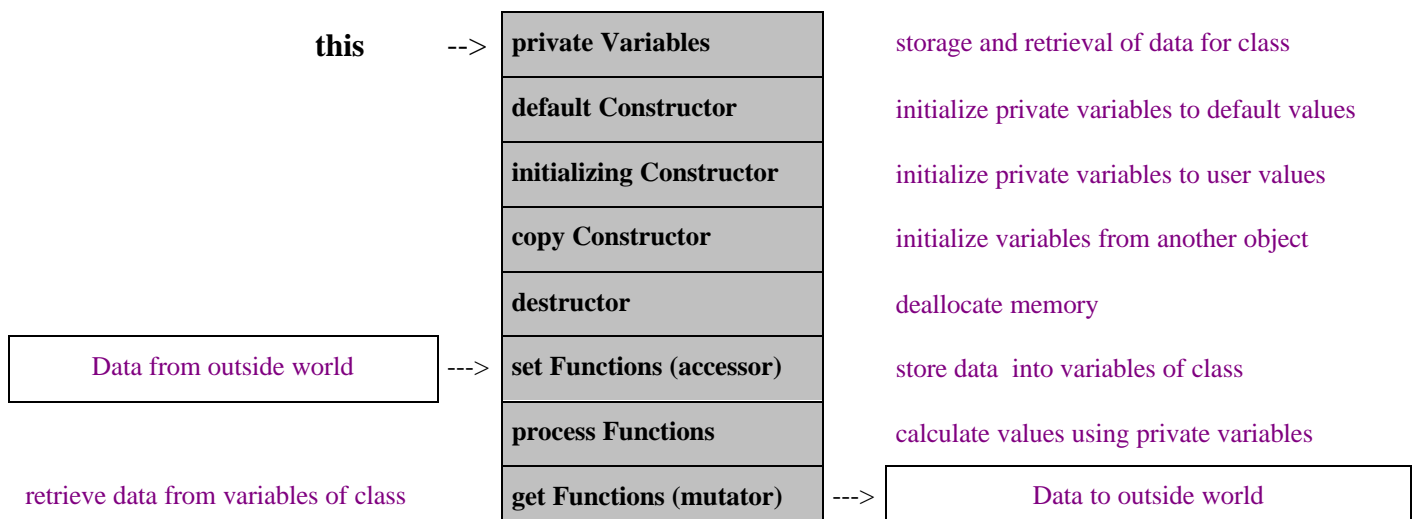 this --> private Variables storage and retrieval of data for class
default Constructor initialize private variables to default values
initializing Constructor initialize private variables to user values
copy Constructor initialize variables from another object
destructor deallocate memory
Data from outside world ---> set Functions (accessor) store data into variables of class
process Functions calculate values using private variables
retrieve data from variables of class get Functions (mutator) ---> Data to outside world